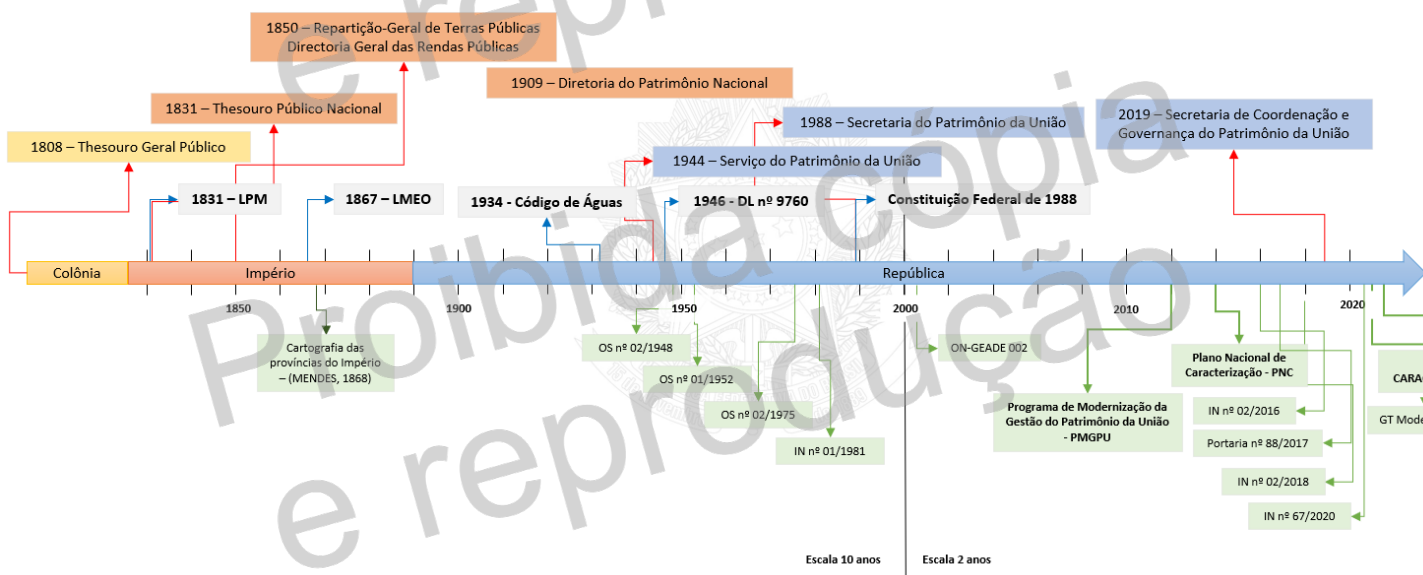 1850 – Repartição-Geral de Terras Públicas
Directoria Geral das Rendas Públicas
1909 – Diretoria do Patrimônio Nacional
1831 – Thesouro Público Nacional
1988 – Secretaria do Patrimônio da União
2019 – Secretaria de Coordenação e
Governança do Patrimônio da União
1808 – Thesouro Geral Público
1944 – Serviço do Patrimônio da União
1831 – LPM
1867 – LMEO
1934 - Código de Águas
1946 - DL nº 9760
Constituição Federal de 1988
Colônia
Império
República
1850
1900
1950
2000
2010
2020
Cartografia das
províncias do Império
– (MENDES, 1868)
OS nº 02/1948
OS nº 01/1952
OS nº 02/1975
IN nº 01/1981
ON-GEADE 002
Programa de Modernização da
Gestão do Patrimônio da União
- PMGPU
Plano Nacional de
Caracterização - PNC
IN nº 02/2016
Portaria nº 88/2017
IN nº 02/2018
IN nº 67/2020
GT Mode
Escala 10 anos
Escala 2 anos
Proibida cópia
e reprodução